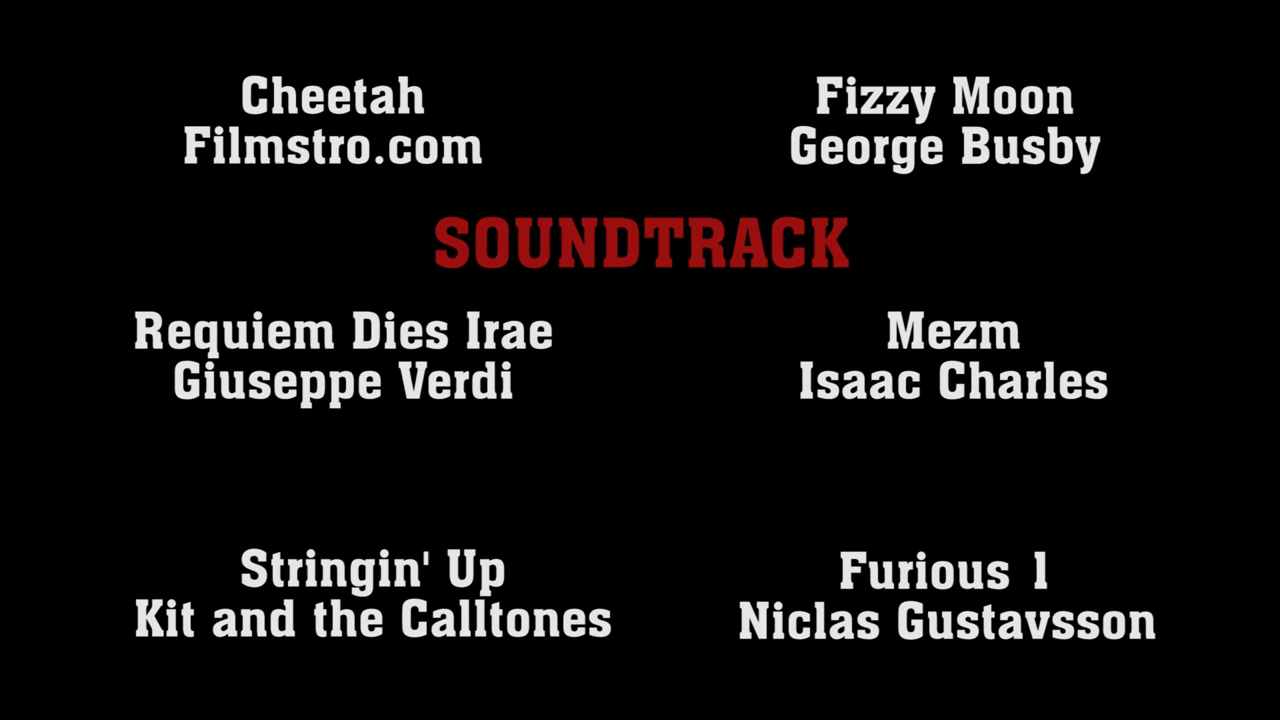 Cheetah
Filmstro.com
Fizzy Moon
George Busby
SOUNDTRACK
Requiem Dies Irae
Giuseppe Verdi
Mezm
Isaac Charles
Stringin' Up
Kit and the Calltones
Furious 1
Niclas Gustavsson